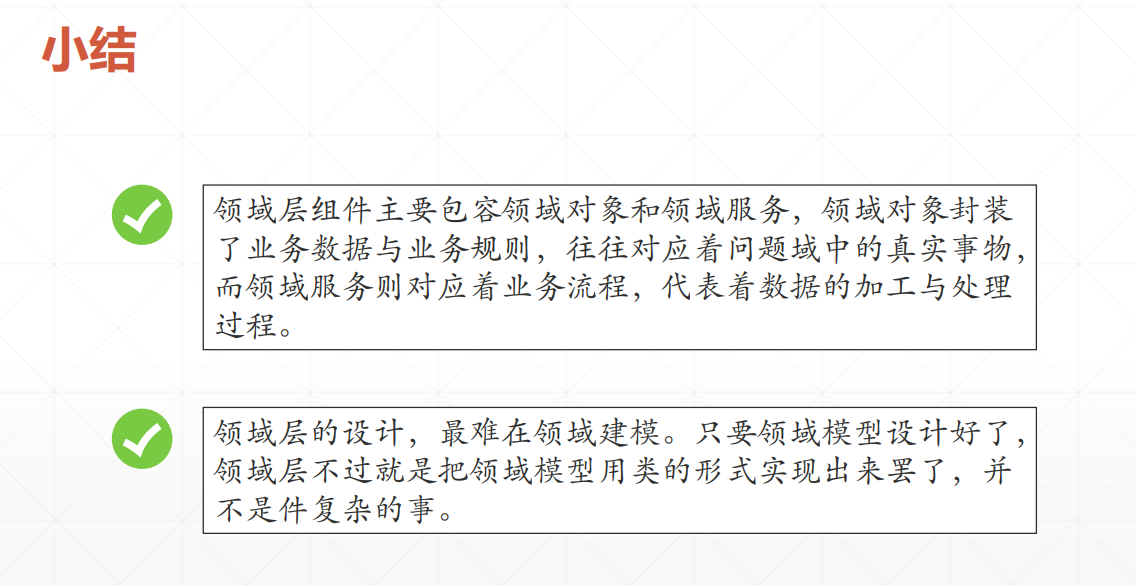 小结
领域层组件主要包容领域对象和领域服务，领域对象封装
了业务数据与业务规则，往往对应着问题域中的真实事物，
而领域服务则对应着业务流程，代表着数据的加工与处理
过程。
领域层的设计，最难在领域建模。只要领域模型设计好了，
领域层不过就是把领域模型用类的形式实现出来罢了，并
不是件复杂的事。